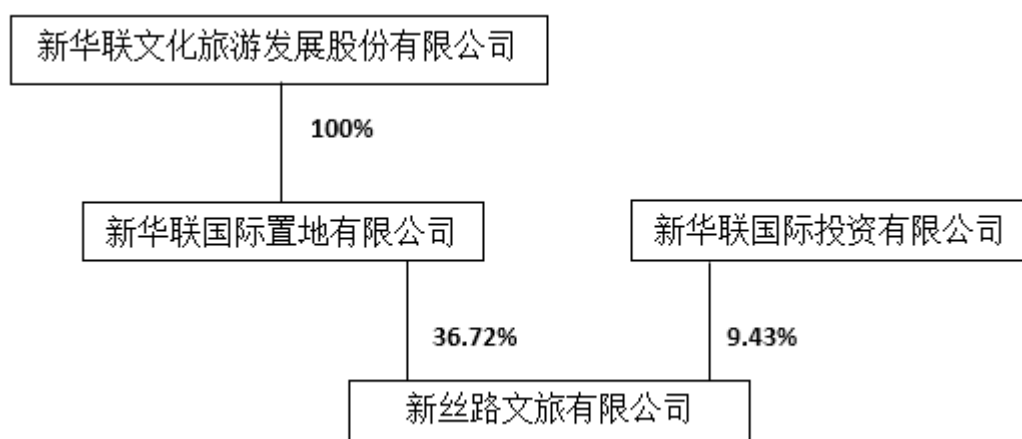 新华联文化旅游发展股份有限公司
100%
新华联国际置地有限公司
新华联国际投资有限公司
36.72%
9.43%
新丝路文旅有限公司